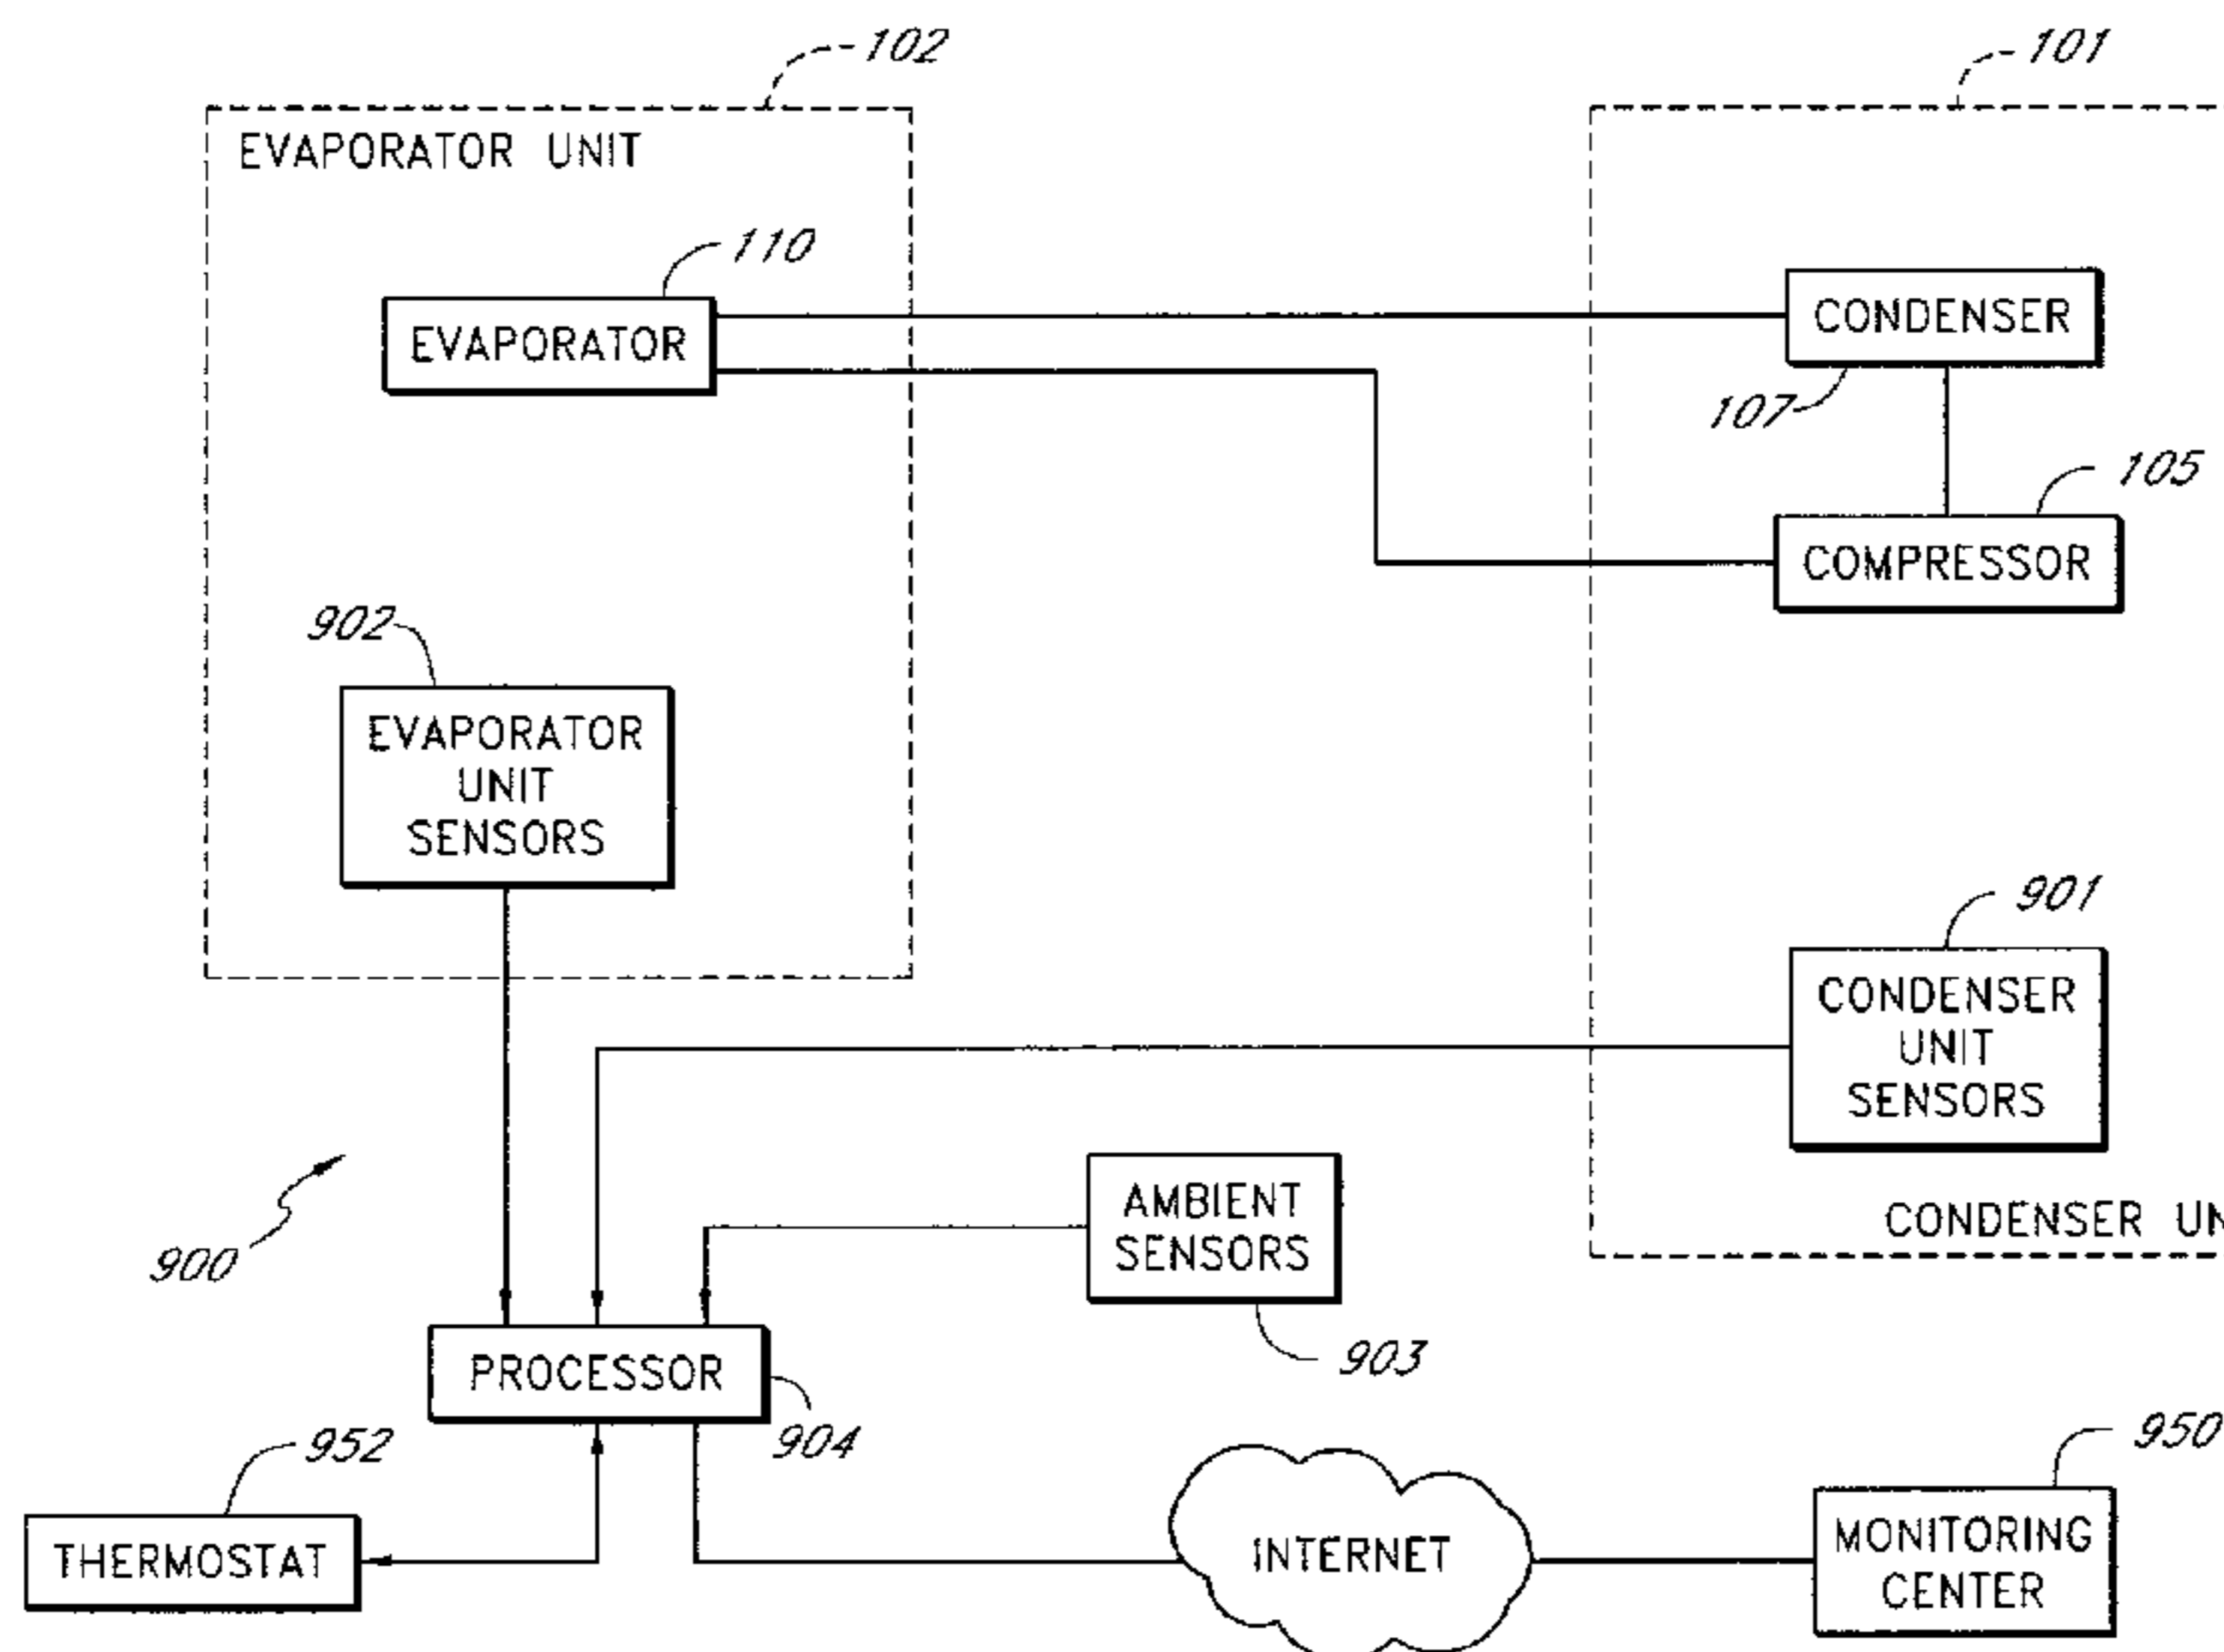 102
101
EVAPORATOR UNIT
110
EVAPORATOR
CONDENSER
107
105
COMPRESSOR
902
EVAPORATOR
UNIT
SENSORS
901
CONDENSER
UNIT
SENSORS
AMBIENT
SENSORS
CONDENSER UN
900
903
PROCESSOR
904
952
THERMOSTAT
INTERNET
950
MONITORING
CENTER